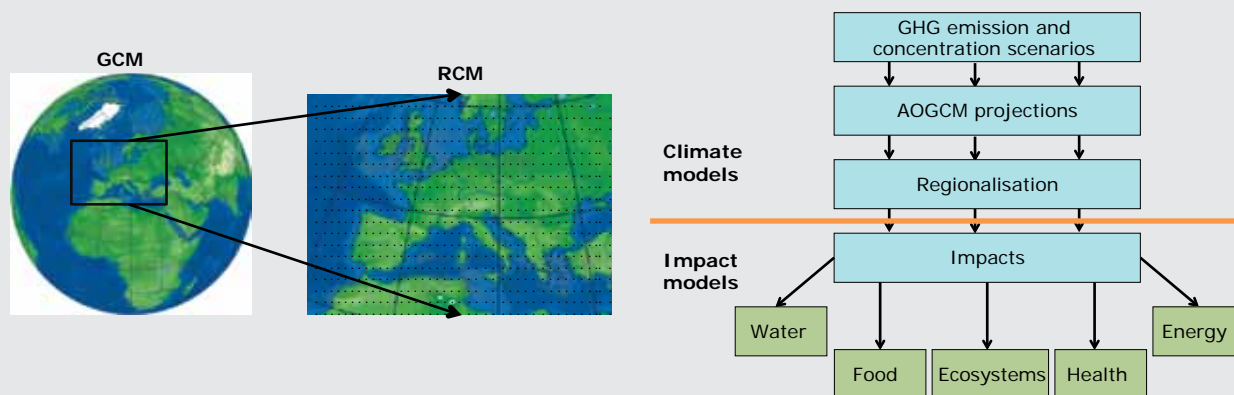 GCM
RCM
GHG emission and
concentration scenarios
AOGCM projections
Climate
models
Regionalisation
Impact
models
Impacts
Water
Energy
Food
Ecosystems
Health